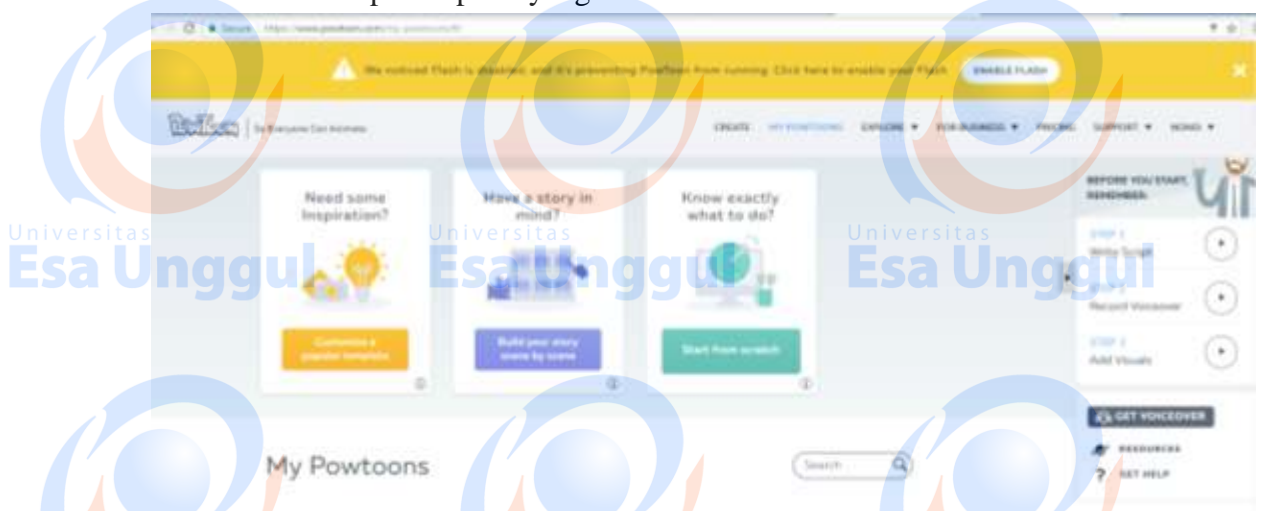 Secure
We noticed Flash is disabled, and it's preventing PowToon from running. Click here to enable your Flash ENABLE FLASH
PowToon
CREATE MY POWTOONS EXPLORE FOR BUSINESS PRICING SUPPORT
BEFORE YOU START,
REMEMBER:
Need some
Inspiration?
Have a story in
mind?
Know exactly
what to do?
STEP 1
Write Script
Record Voiceover
STEP 3
Add Visuals
Customize a
popular template
Build your story
scene by scene
Start from scratch
GET VOICEOVER
RESOURCES
GET HELP
My Powtoons
Search
Universitas
Esa Unggul
Universitas
Esa Unggul
Universitas
Esa Unggul